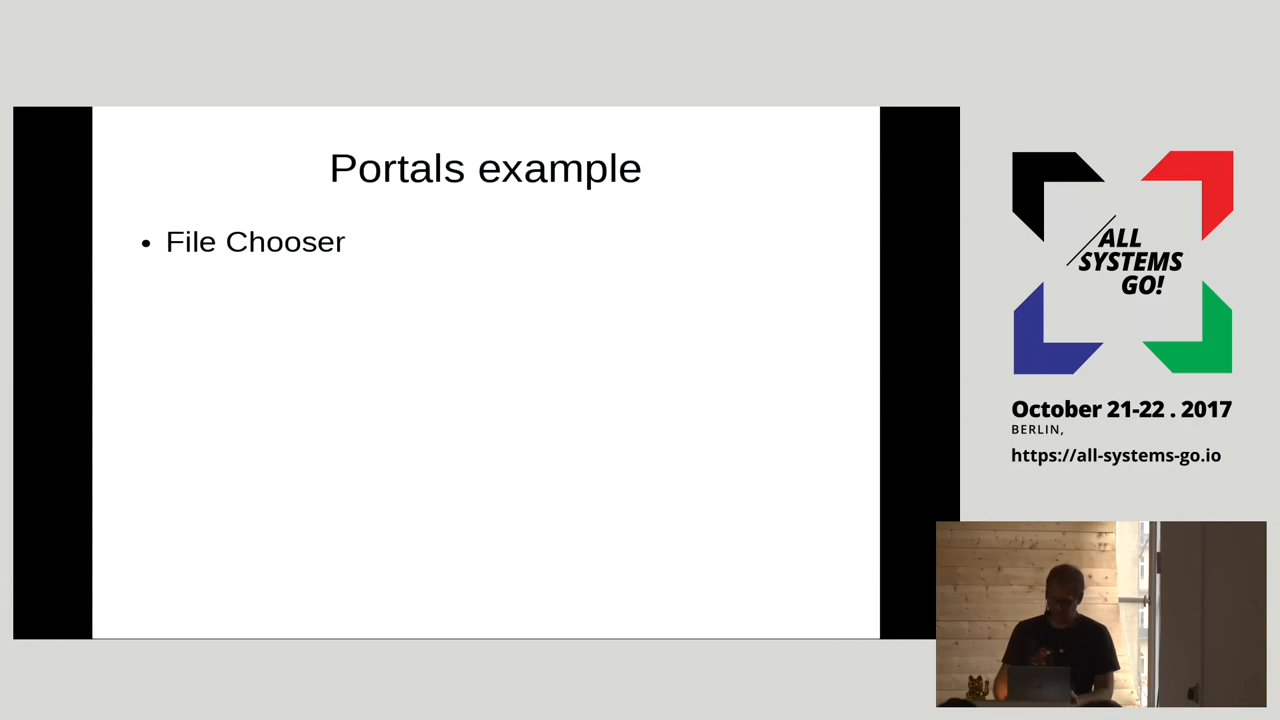 Portals example
• File Chooser
ALL
SYSTEMS
GO!
October 21-22 . 2017
BERLIN,
https://all-systems-go.io